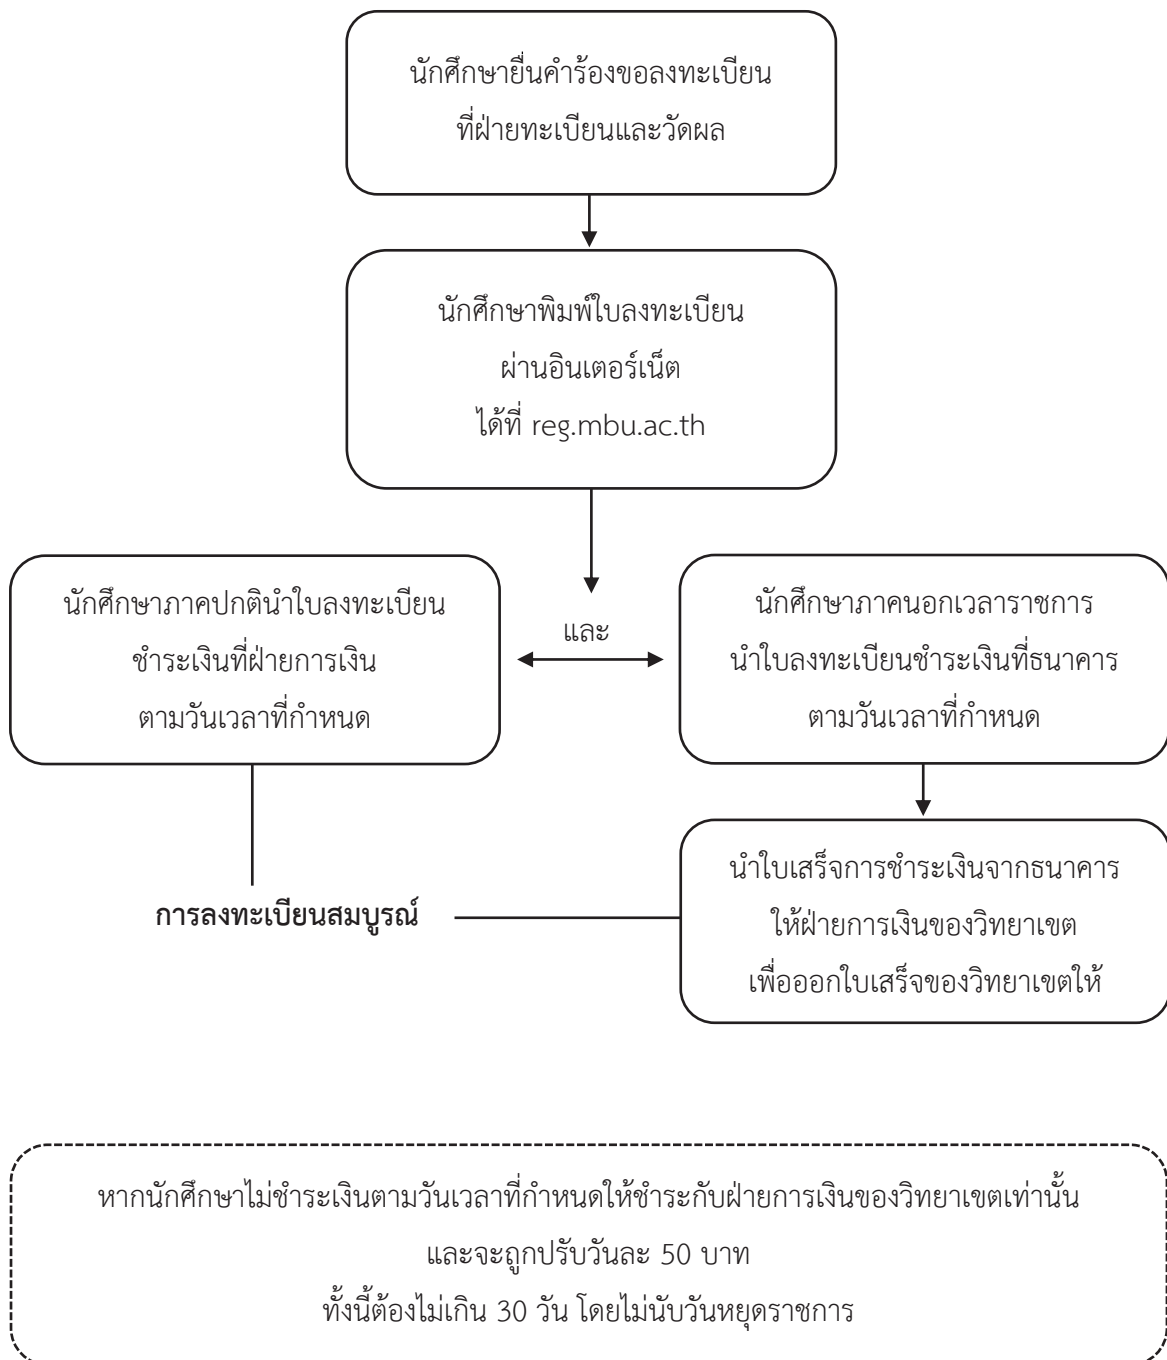 นักศึกษายื่นคำร้องขอลงทะเบียน
ที่ฝ่ายทะเบียนและวัดผล
นักศึกษาพิมพ์ใบลงทะเบียน
ผ่านอินเตอร์เน็ต
ได้ที่ reg.mbu.ac.th
นักศึกษาภาคปกตินำใบลงทะเบียน
ชำระเงินที่ฝ่ายการเงิน
ตามวันเวลาที่กำหนด
และ
นักศึกษาภาคนอกเวลาราชการ
นำใบลงทะเบียนชำระเงินที่ธนาคาร
ตามวันเวลาที่กำหนด
นำใบเสร็จการชำระเงินจากธนาคาร
ให้ฝ่ายการเงินของวิทยาเขต
เพื่อออกใบเสร็จของวิทยาเขตให้
การลงทะเบียนสมบูรณ์
หากนักศึกษาไม่ชำระเงินตามวันเวลาที่กำหนดให้ชำระกับฝ่ายการเงินของวิทยาเขตเท่านั้น
และจะถูกปรับวันละ 50 บาท
ทั้งนี้ต้องไม่เกิน 30 วัน โดยไม่นับวันหยุดราชการ